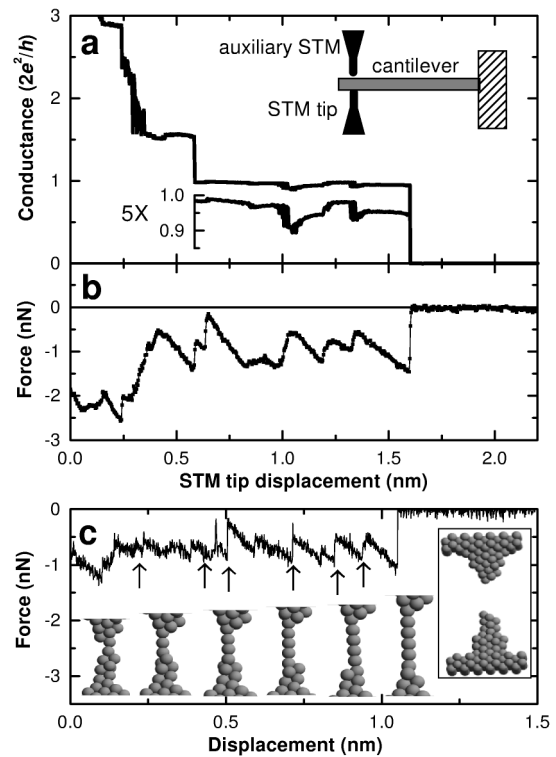 a
auxiliary STM
cantilever
STM tip
Conductance (2e²/h)
3
2
1
0
5X
1.0
0.9
b
Force (nN)
0
-1
-2
-3
0.0 0.5 1.0 1.5 2.0
STM tip displacement (nm)
c
Force (nN)
0
-1
-2
-3
0.0 0.5 1.0 1.5
Displacement (nm)